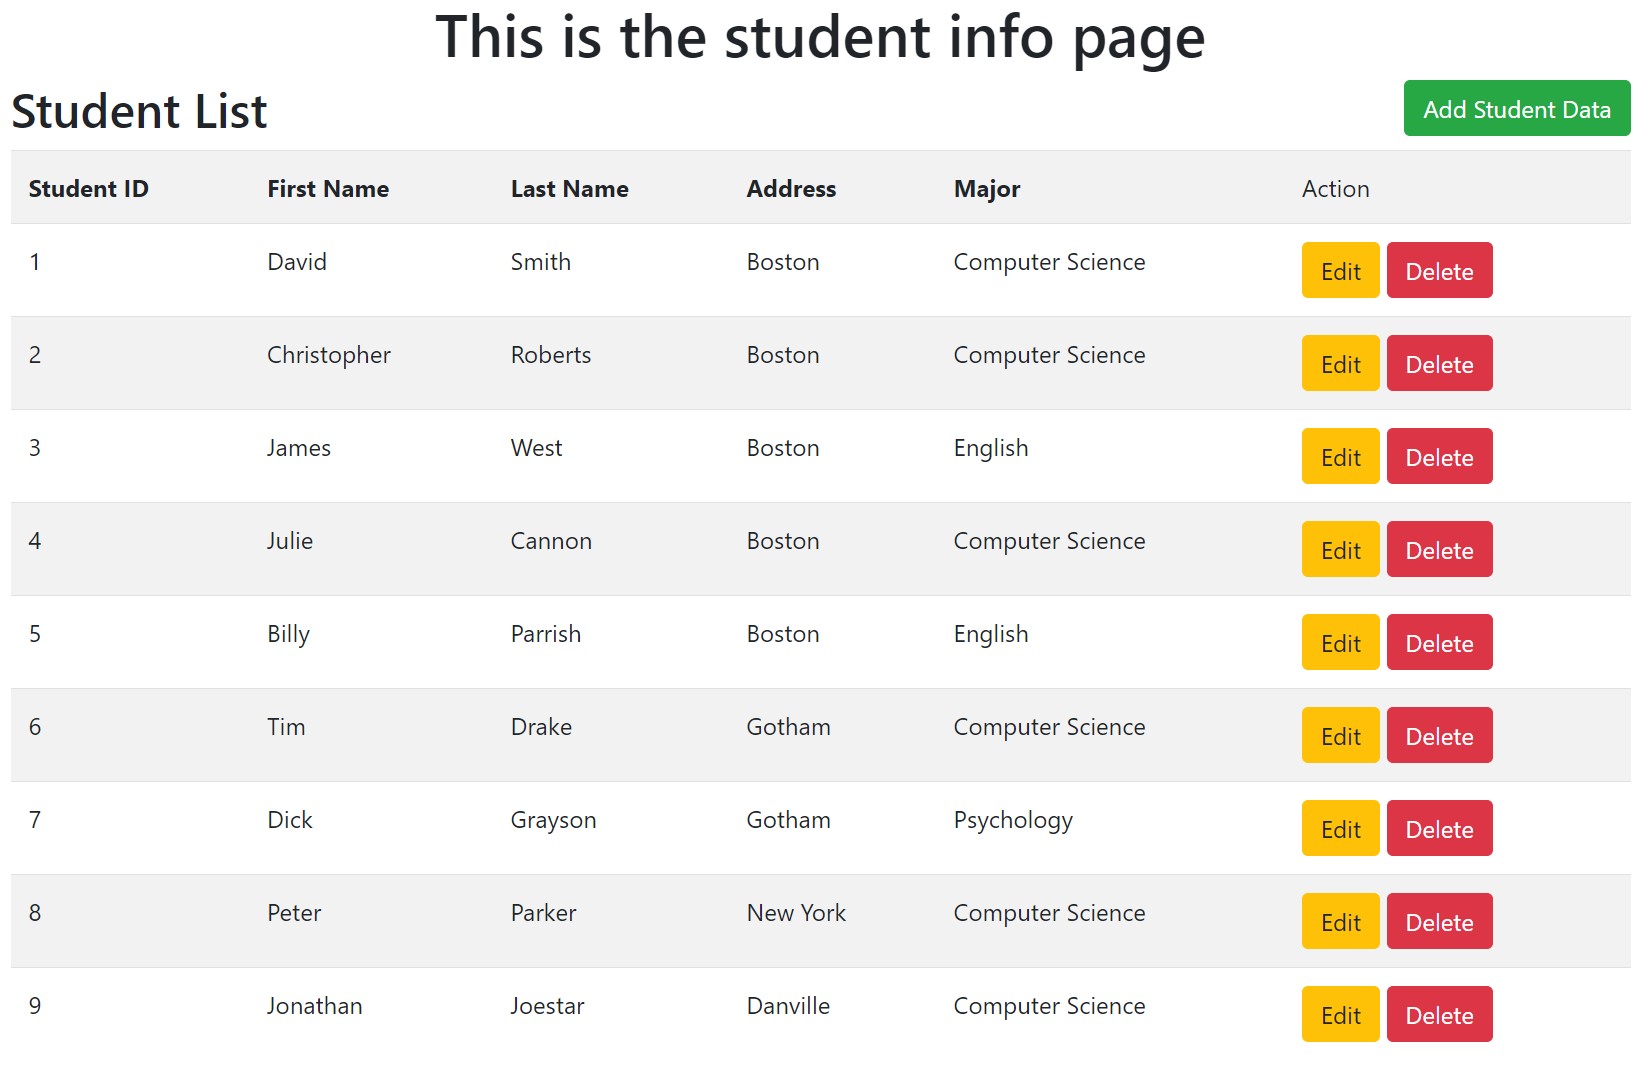 This is the student info page
Student List
Add Student Data
Student ID First Name Last Name Address Major Action
1 David Smith Boston Computer Science Edit Delete
2 Christopher Roberts Boston Computer Science Edit Delete
3 James West Boston English Edit Delete
4 Julie Cannon Boston Computer Science Edit Delete
5 Billy Parrish Boston English Edit Delete
6 Tim Drake Gotham Computer Science Edit Delete
7 Dick Grayson Gotham Psychology Edit Delete
8 Peter Parker New York Computer Science Edit Delete
9 Jonathan Joestar Danville Computer Science Edit Delete